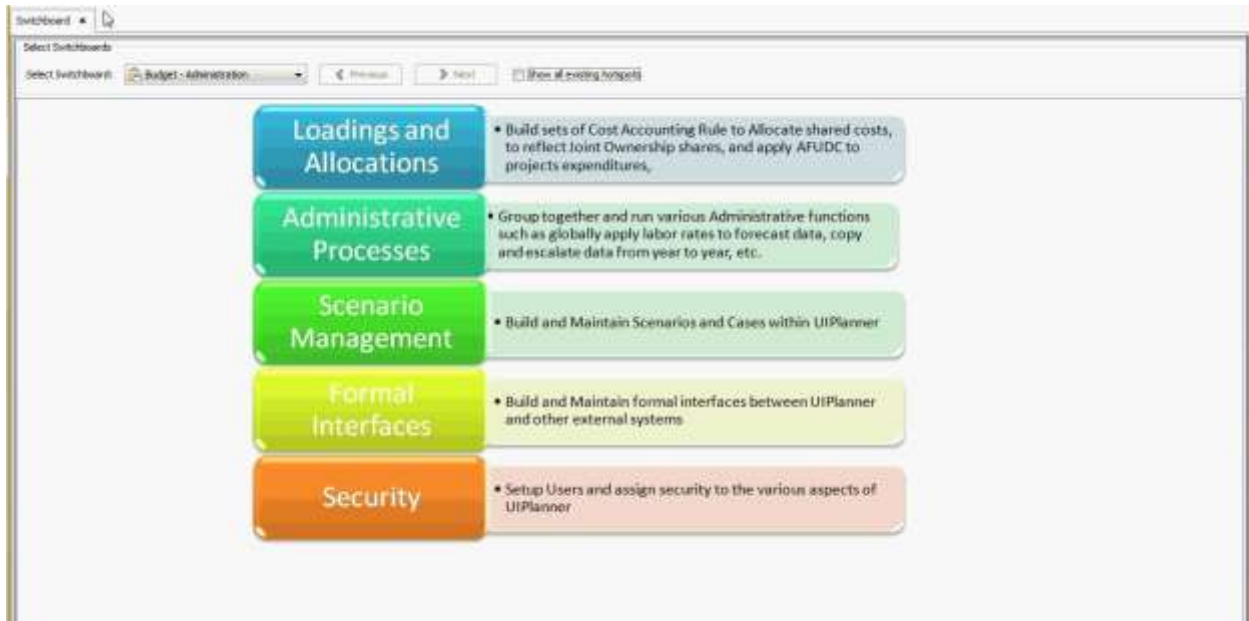 Switchboard
Select Switchboards
Select Switchboard: Budget - Administration Previous Next Show all existing hotspots
Loadings and
Allocations
• Build sets of Cost Accounting Rule to Allocate shared costs,
to reflect Joint Ownership shares, and apply AFUDC to
projects expenditures,
Administrative
Processes
• Group together and run various Administrative functions
such as globally apply labor rates to forecast data, copy
and escalate data from year to year, etc.
Scenario
Management
• Build and Maintain Scenarios and Cases within UIPlanner
Formal
Interfaces
• Build and Maintain formal interfaces between UIPlanner
and other external systems
Security
• Setup Users and assign security to the various aspects of
UIPlanner